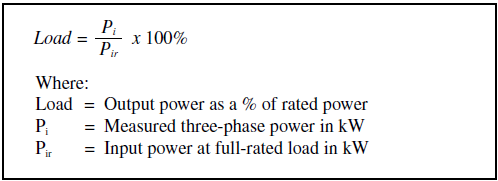 Load = P_i / P_ir x 100%
Where:
Load = Output power as a % of rated power
P_i = Measured three-phase power in kW
P_ir = Input power at full-rated load in kW